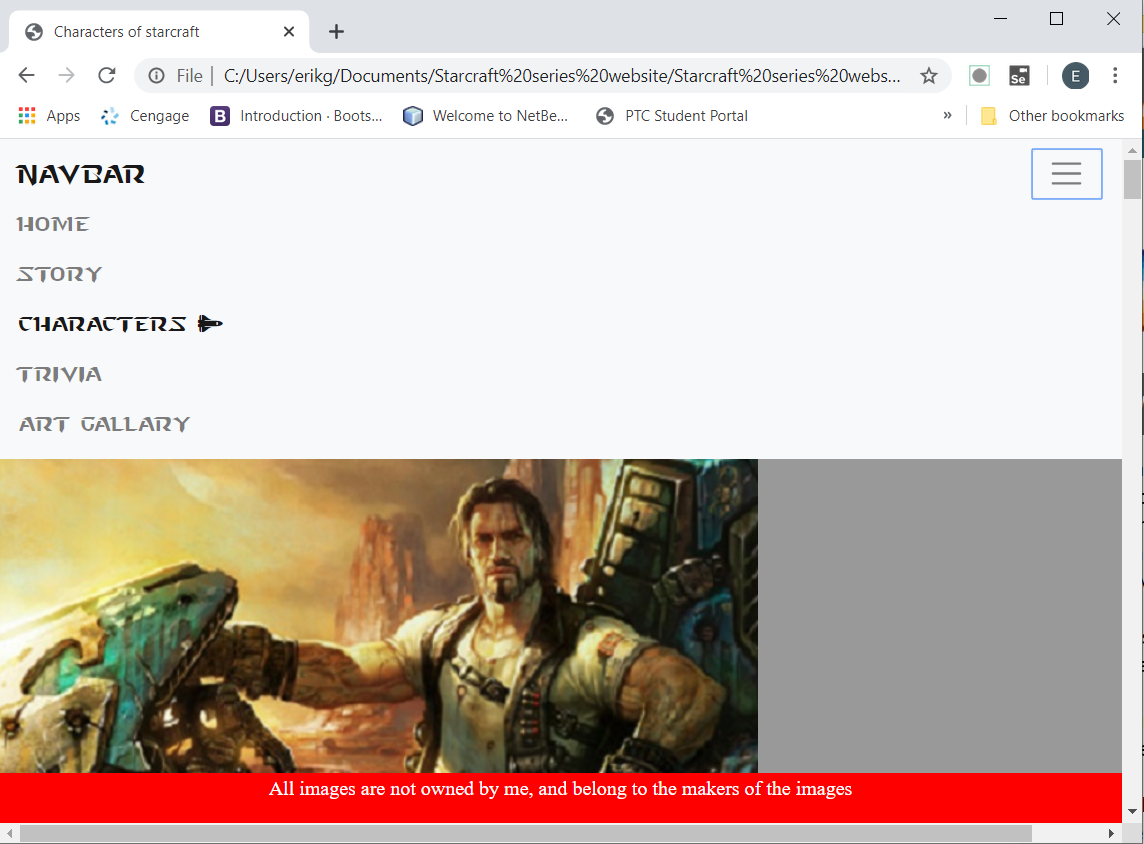 Characters of starcraft
File | C:/Users/erikg/Documents/Starcraft%20series%20website/Starcraft%20series%20webs... E
Apps Cengage B Introduction · Boots... Welcome to NetBe... PTC Student Portal » Other bookmarks
Se
NAVBAR
HOME
STORY
CHARACTERS
TRIVIA
ART GALLARY
All images are not owned by me, and belong to the makers of the images